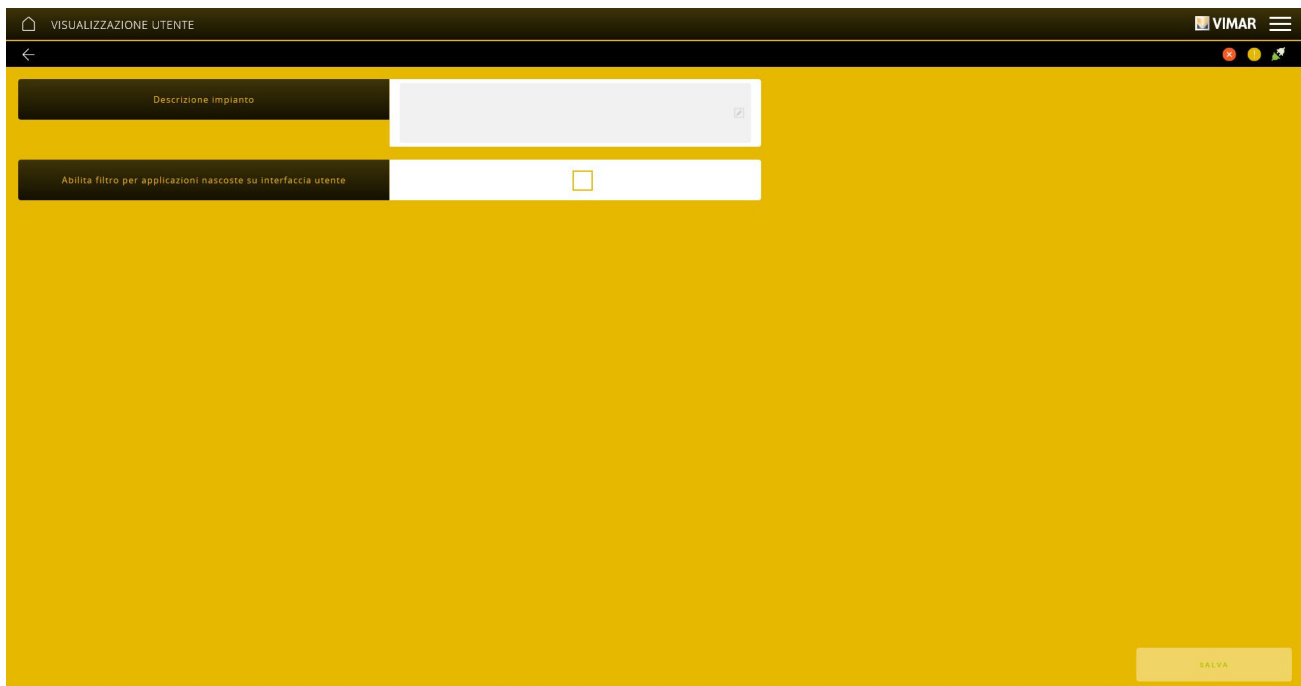 VISUALIZZAZIONE UTENTE
VIMAR
Descrizione impianto
Abilita filtro per applicazioni nascoste su interfaccia utente
SALVA